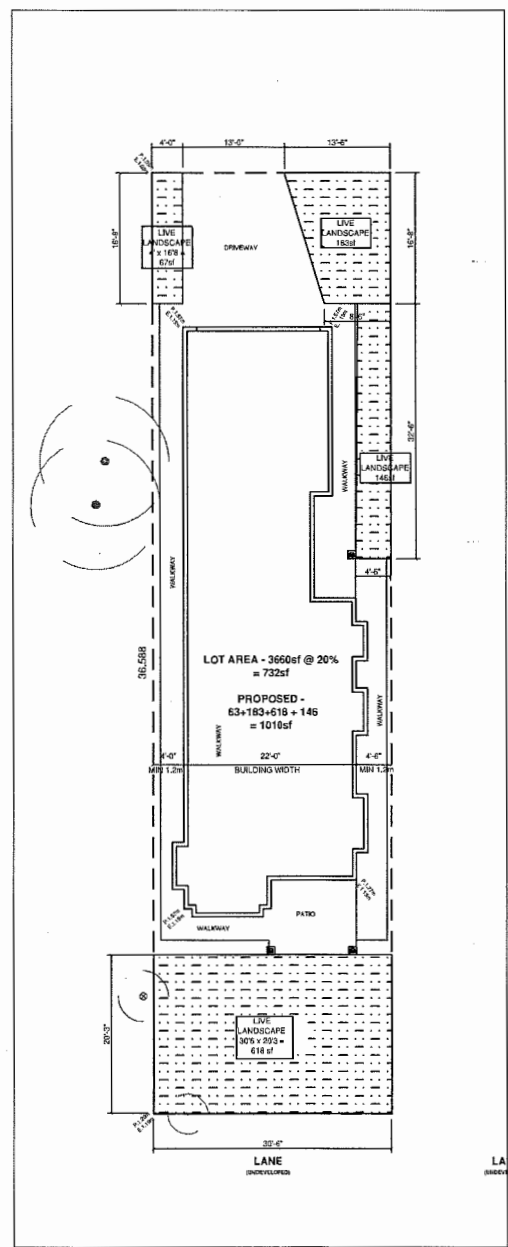 4'-0"
13'-0"
13'-6"
16'-8"
LIVE
LANDSCAPE
4' x 16'8 =
67sf
DRIVEWAY
LIVE
LANDSCAPE
183sf
16'-8"
8'-6"
32'-6"
WALKWAY
LIVE
LANDSCAPE
146sf
4'-6"
WALKWAY
36.588
LOT AREA - 3660sf @ 20%
= 732sf
PROPOSED -
63+183+618 + 146
= 1010sf
WALKWAY
WALKWAY
4'-0"
22'-0"
4'-6"
MIN 1.2m
BUILDING WIDTH
MIN 1.2m
PATIO
WALKWAY
20'-3"
LIVE
LANDSCAPE
30'6 x 20'3 =
618 sf
30'-6"
LANE
(UNDEVELOPED)
LA